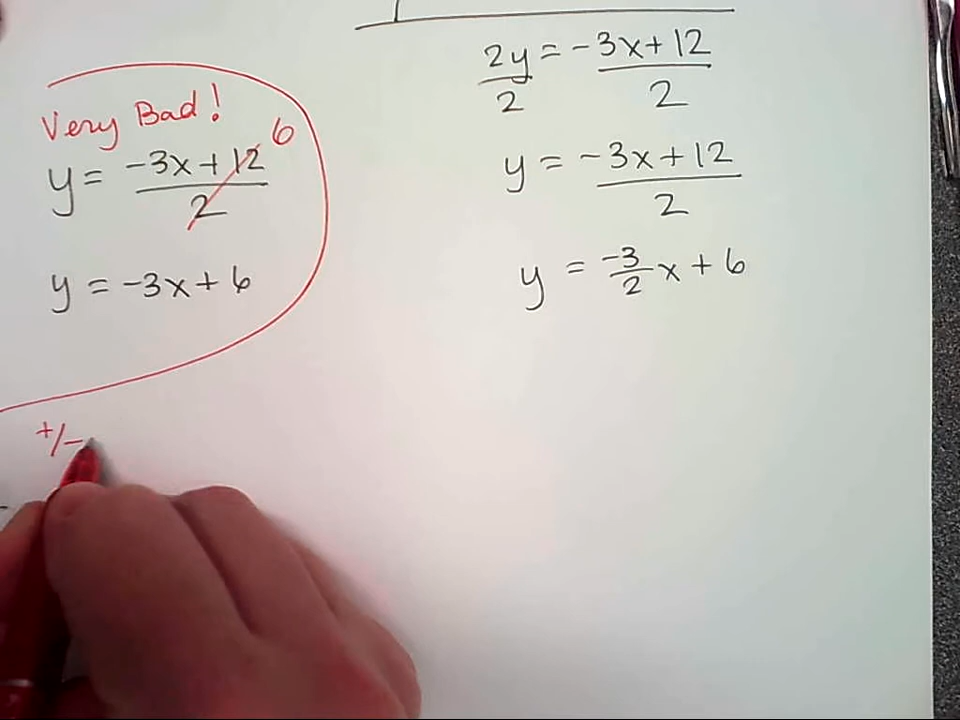 Very Bad!
y = -3x + 12 6
2
y = -3x + 6
+/-
2y = -3x + 12
2 2
y = -3x + 12
2
y = -3/2 x + 6